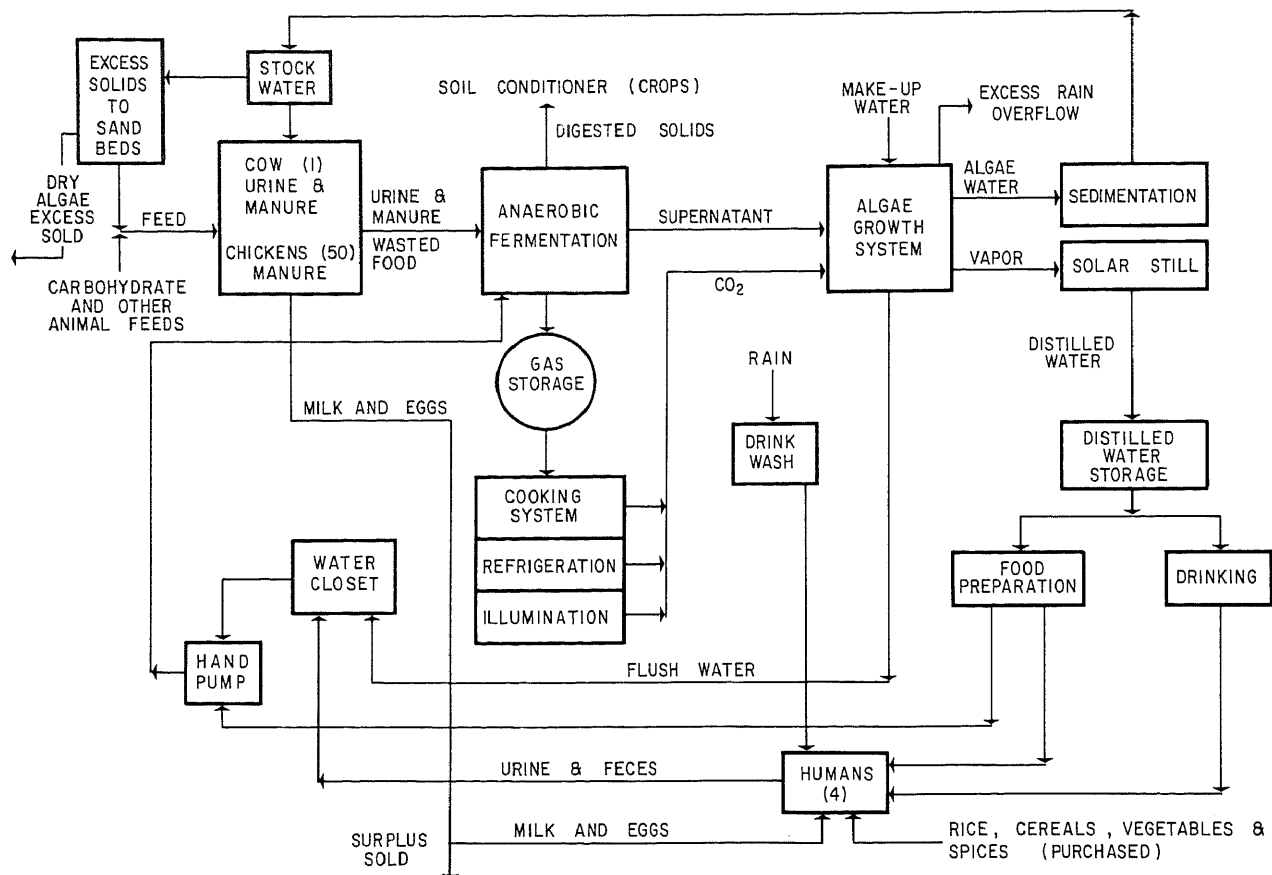 EXCESS
SOLIDS
TO
SAND
BEDS
STOCK
WATER
SOIL CONDITIONER (CROPS)
DIGESTED SOLIDS
MAKE-UP
WATER
EXCESS RAIN
OVERFLOW
DRY
ALGAE
EXCESS
SOLD
FEED
CARBOHYDRATE
AND OTHER
ANIMAL FEEDS
COW (1)
URINE &
MANURE
CHICKENS (50)
MANURE
URINE &
MANURE
WASTED
FOOD
ANAEROBIC
FERMENTATION
SUPERNATANT
CO₂
ALGAE
GROWTH
SYSTEM
ALGAE
WATER
SEDIMENTATION
VAPOR
SOLAR STILL
DISTILLED
WATER
GAS
STORAGE
RAIN
MILK AND EGGS
DRINK
WASH
DISTILLED
WATER
STORAGE
COOKING
SYSTEM
REFRIGERATION
ILLUMINATION
WATER
CLOSET
FOOD
PREPARATION
DRINKING
HAND
PUMP
FLUSH WATER
URINE & FECES
HUMANS
(4)
SURPLUS
SOLD
MILK AND EGGS
RICE, CEREALS, VEGETABLES &
SPICES (PURCHASED)